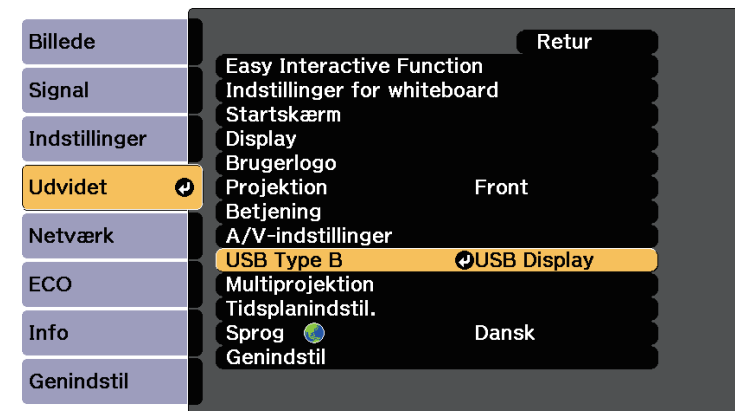 Billede
Signal
Indstillinger
Udvidet
Netværk
ECO
Info
Genindstil
Retur
Easy Interactive Function
Indstillinger for whiteboard
Startskærm
Display
Brugerlogo
Projektion Front
Betjening
A/V-indstillinger
USB Type B USB Display
Multiprojektion
Tidsplanindstil.
Sprog Dansk
Genindstil